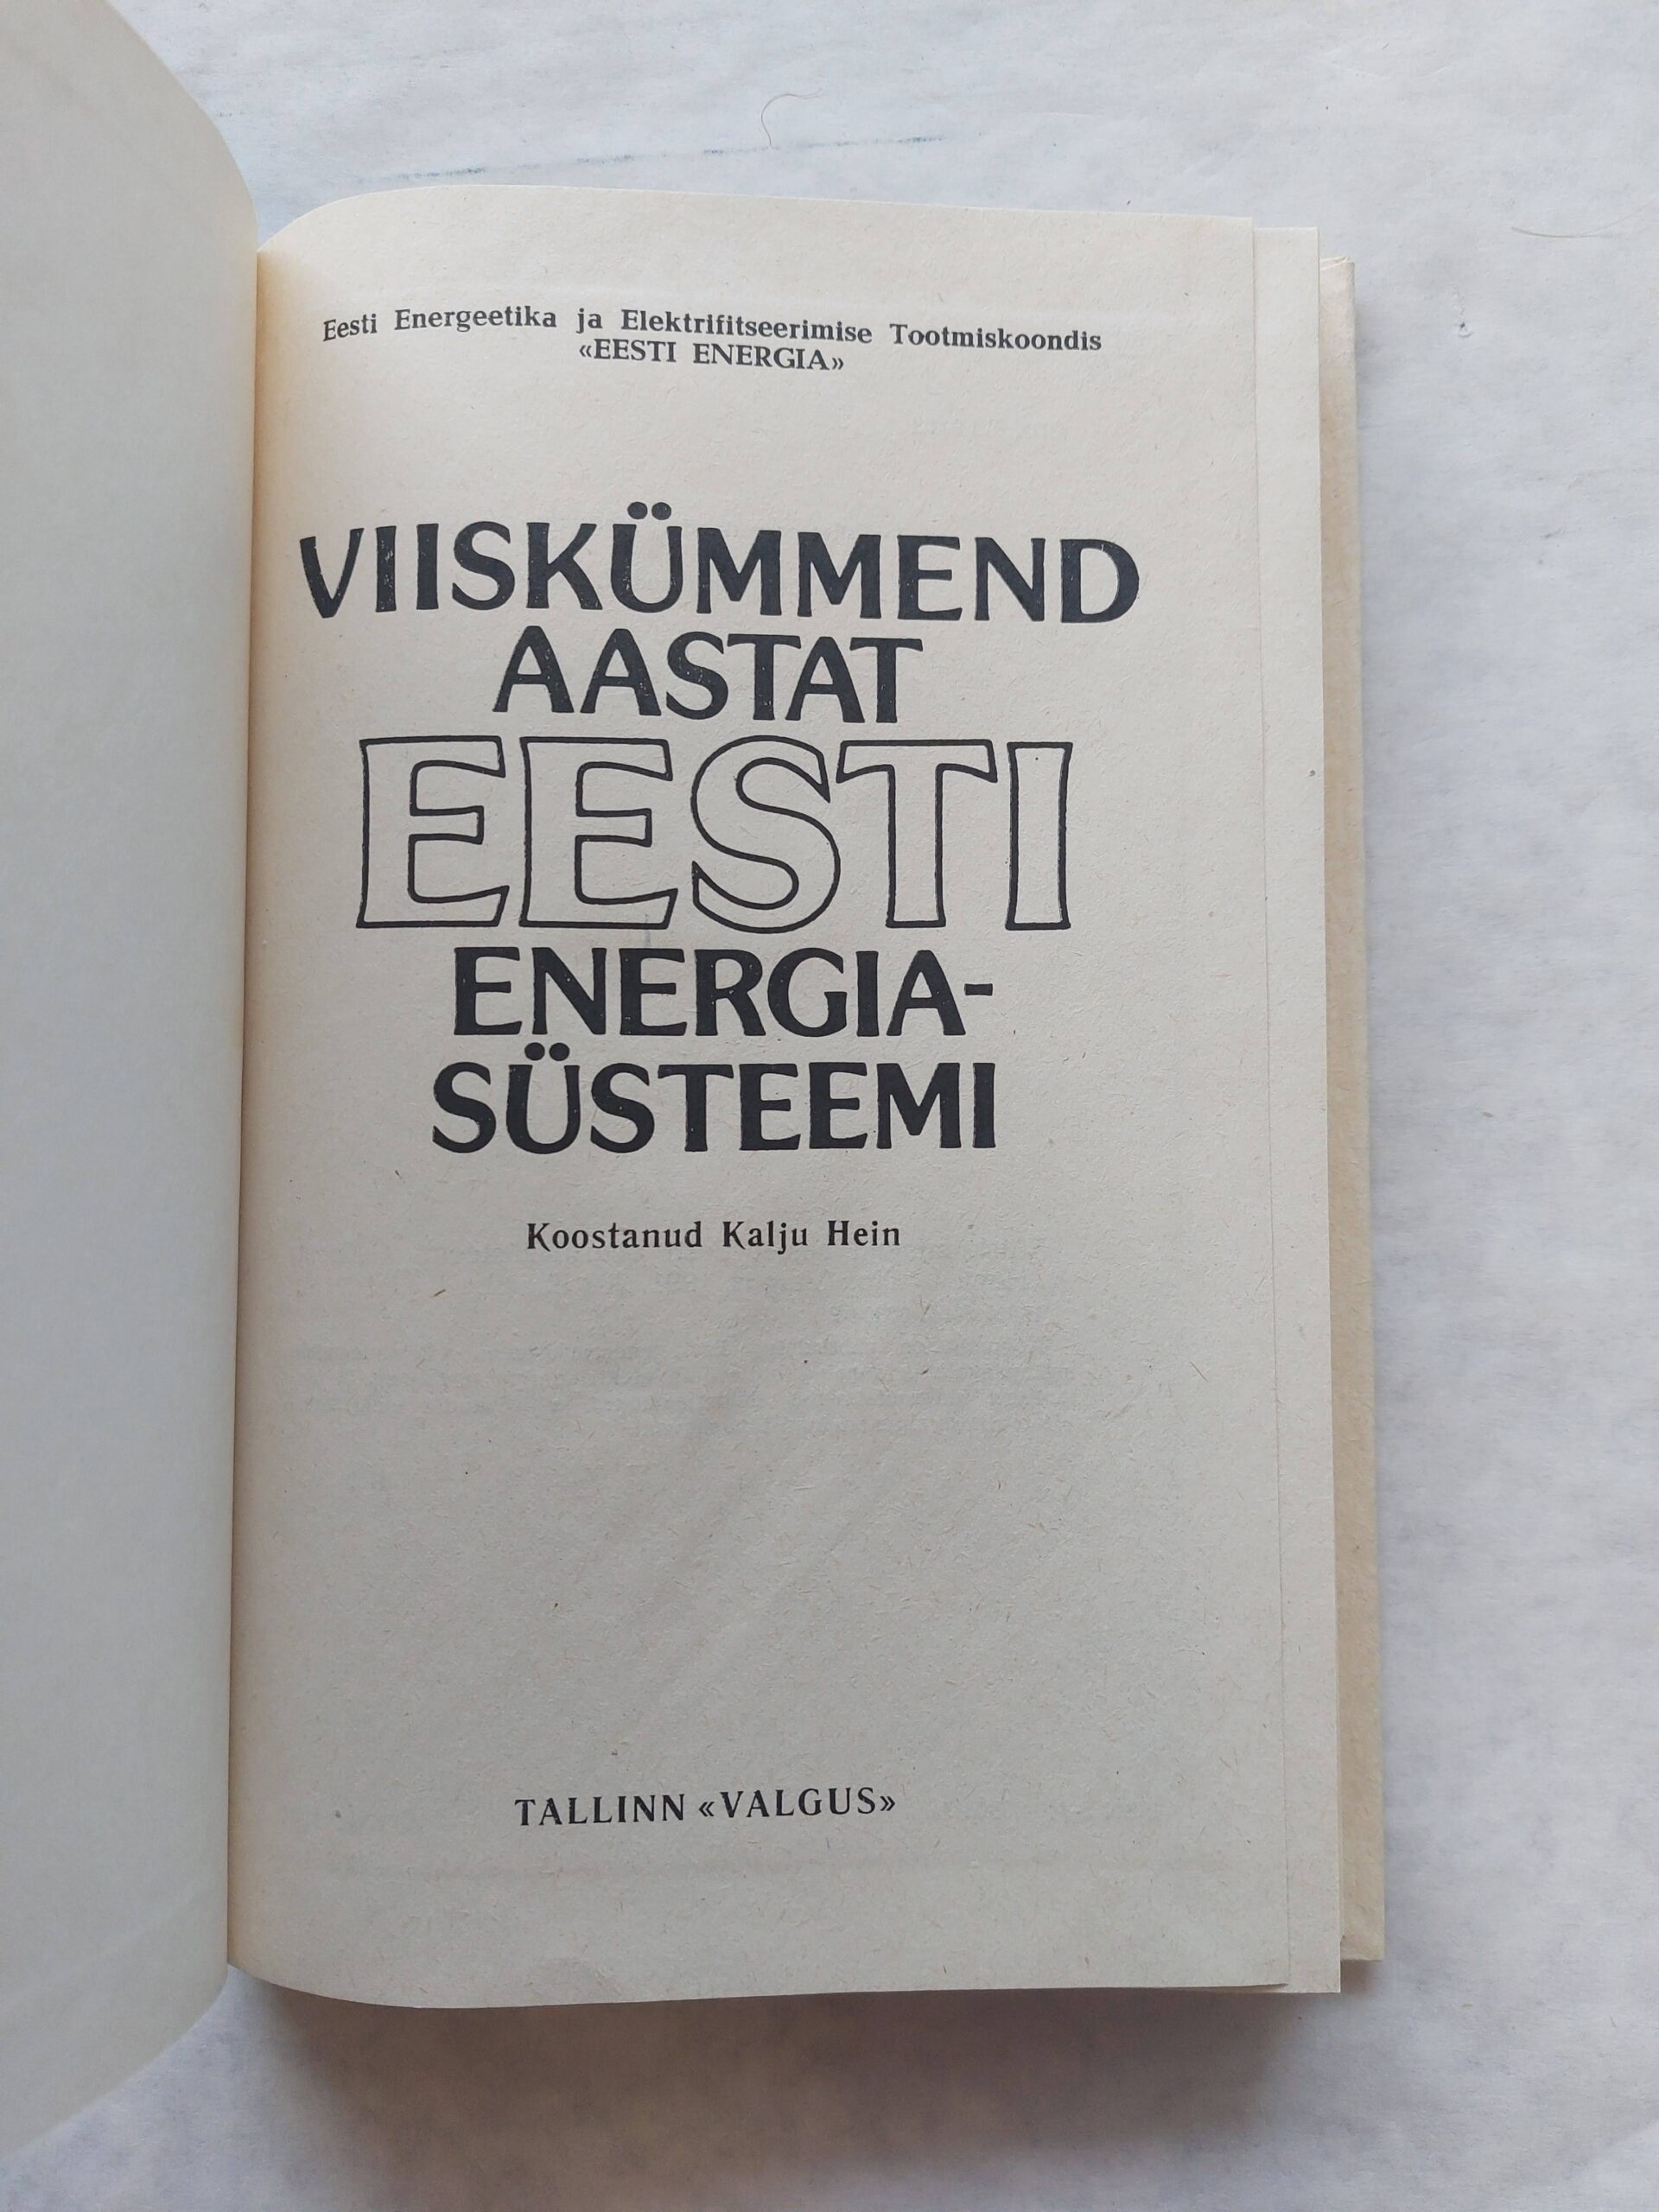 Eesti Energeetika ja Elektrifitseerimise Tootmiskoondis
«EESTI ENERGIA»
VIISKÜMMEND
AASTAT
EESTI
ENERGIA-
SÜSTEEMI
Koostanud Kalju Hein
TALLINN «VALGUS»